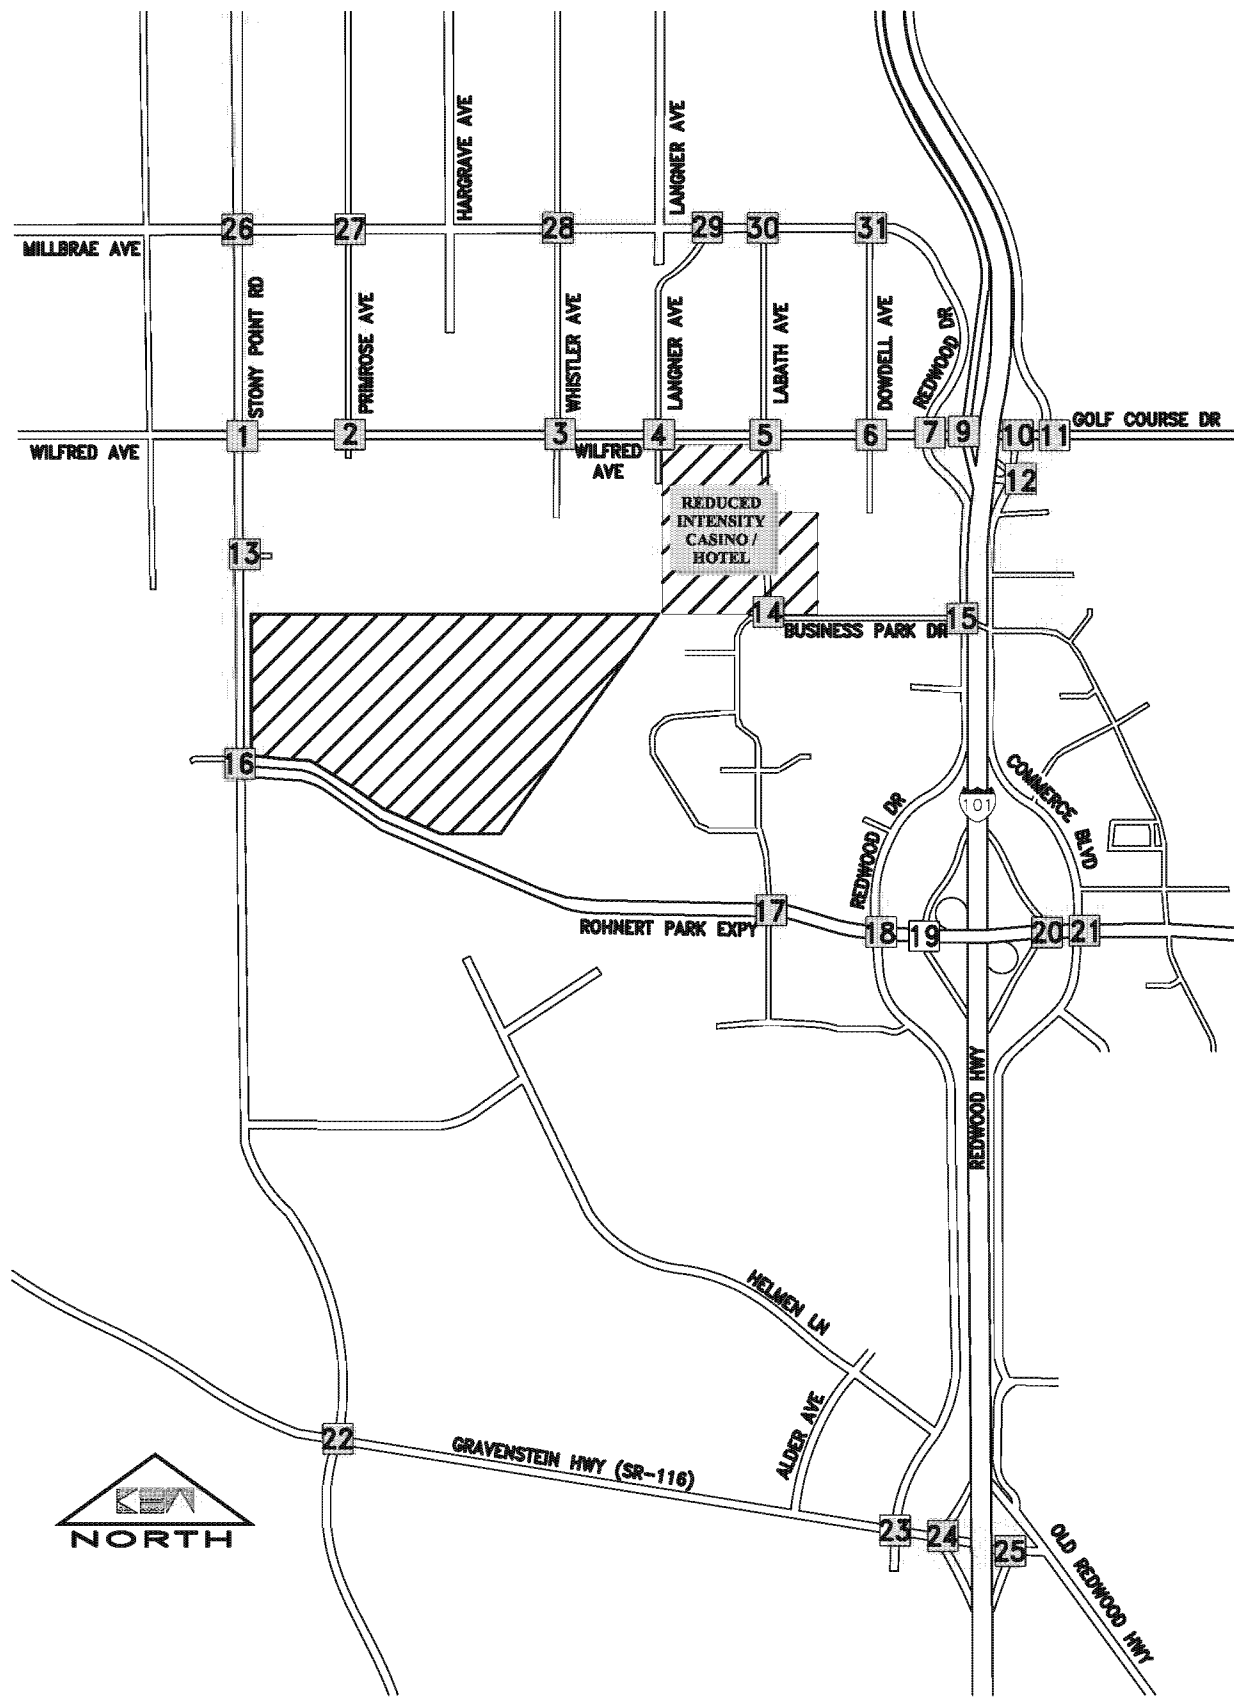 HARGRAVE AVE
LANGNER AVE
26
27
28
29
30
31
MILLBRAE AVE
STONY POINT RD
PRIMROSE AVE
WHISTLER AVE
LANGNER AVE
LABATH AVE
DOWDELL AVE
REDWOOD DR
1
2
3
4
5
6
7
9
10
11
GOLF COURSE DR
WILFRED AVE
WILFRED
AVE
12
REDUCED
INTENSITY
CASINO /
HOTEL
13
14
15
BUSINESS PARK DR
16
COMMERCE BLVD
101
REDWOOD DR
17
ROHNERT PARK EXPY
18
19
20
21
REDWOOD HWY
HELMEN LN
ALDER AVE
22
GRAVENSTEIN HWY (SR-116)
KEA
NORTH
23
24
25
OLD REDWOOD HWY